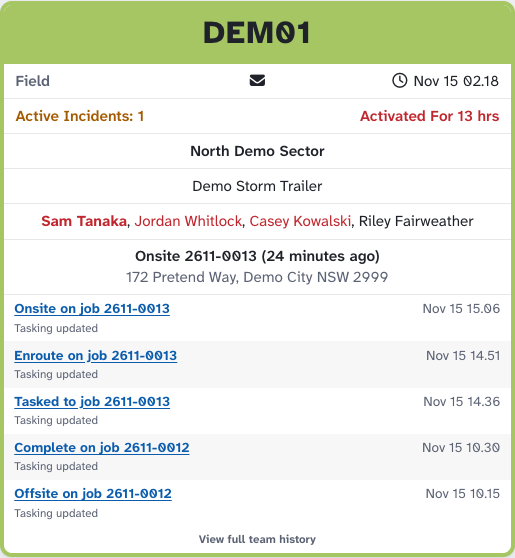 DEM01
Field Nov 15 02.18
Active Incidents: 1 Activated For 13 hrs
North Demo Sector
Demo Storm Trailer
Sam Tanaka, Jordan Whitlock, Casey Kowalski, Riley Fairweather
Onsite 2611-0013 (24 minutes ago)
172 Pretend Way, Demo City NSW 2999
Onsite on job 2611-0013 Nov 15 15.06
Tasking updated
Enroute on job 2611-0013 Nov 15 14.51
Tasking updated
Tasked to job 2611-0013 Nov 15 14.36
Tasking updated
Complete on job 2611-0012 Nov 15 10.30
Tasking updated
Offsite on job 2611-0012 Nov 15 10.15
Tasking updated
View full team history